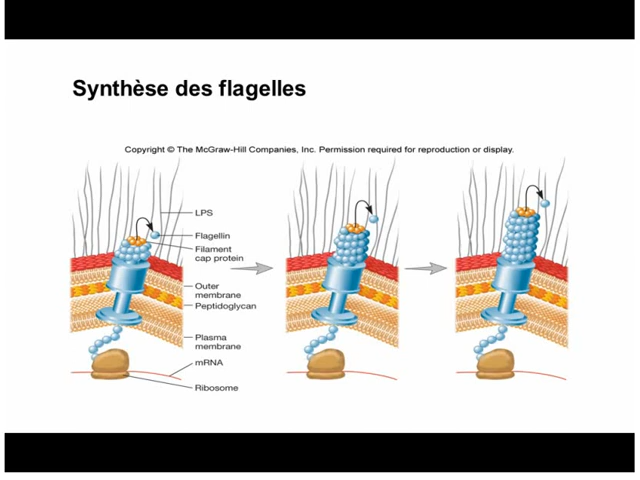 Synthèse des flagelles
Copyright © The McGraw-Hill Companies, Inc. Permission required for reproduction or display.
LPS
Flagellin
Filament
cap protein
Outer
membrane
Peptidoglycan
Plasma
membrane
mRNA
Ribosome